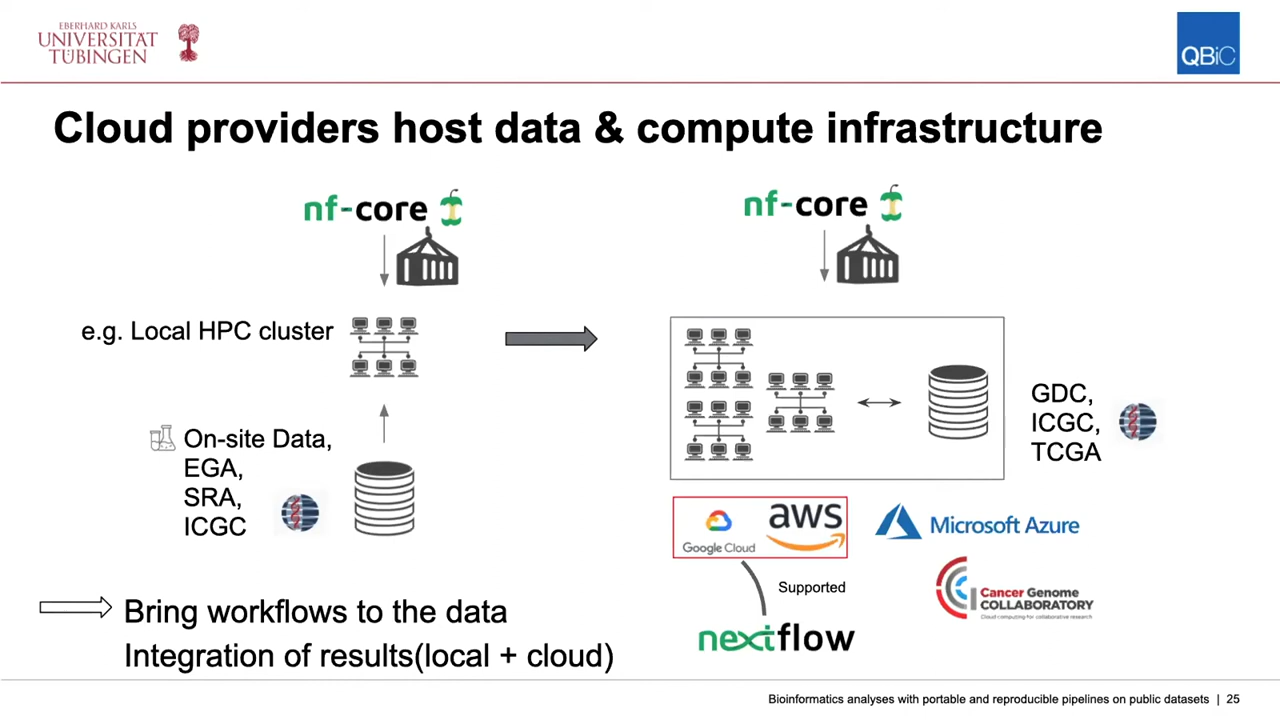 EBERHARD KARLS
UNIVERSITÄT
TÜBINGEN
QBiC
Cloud providers host data & compute infrastructure
nf-core
nf-core
e.g. Local HPC cluster
On-site Data,
EGA,
SRA,
ICGC
GDC,
ICGC,
TCGA
Google Cloud
aws
Microsoft Azure
Supported
Cancer Genome
COLLABORATORY
Cloud computing for collaborative research
nextflow
Bring workflows to the data
Integration of results(local + cloud)
Bioinformatics analyses with portable and reproducible pipelines on public datasets | 25